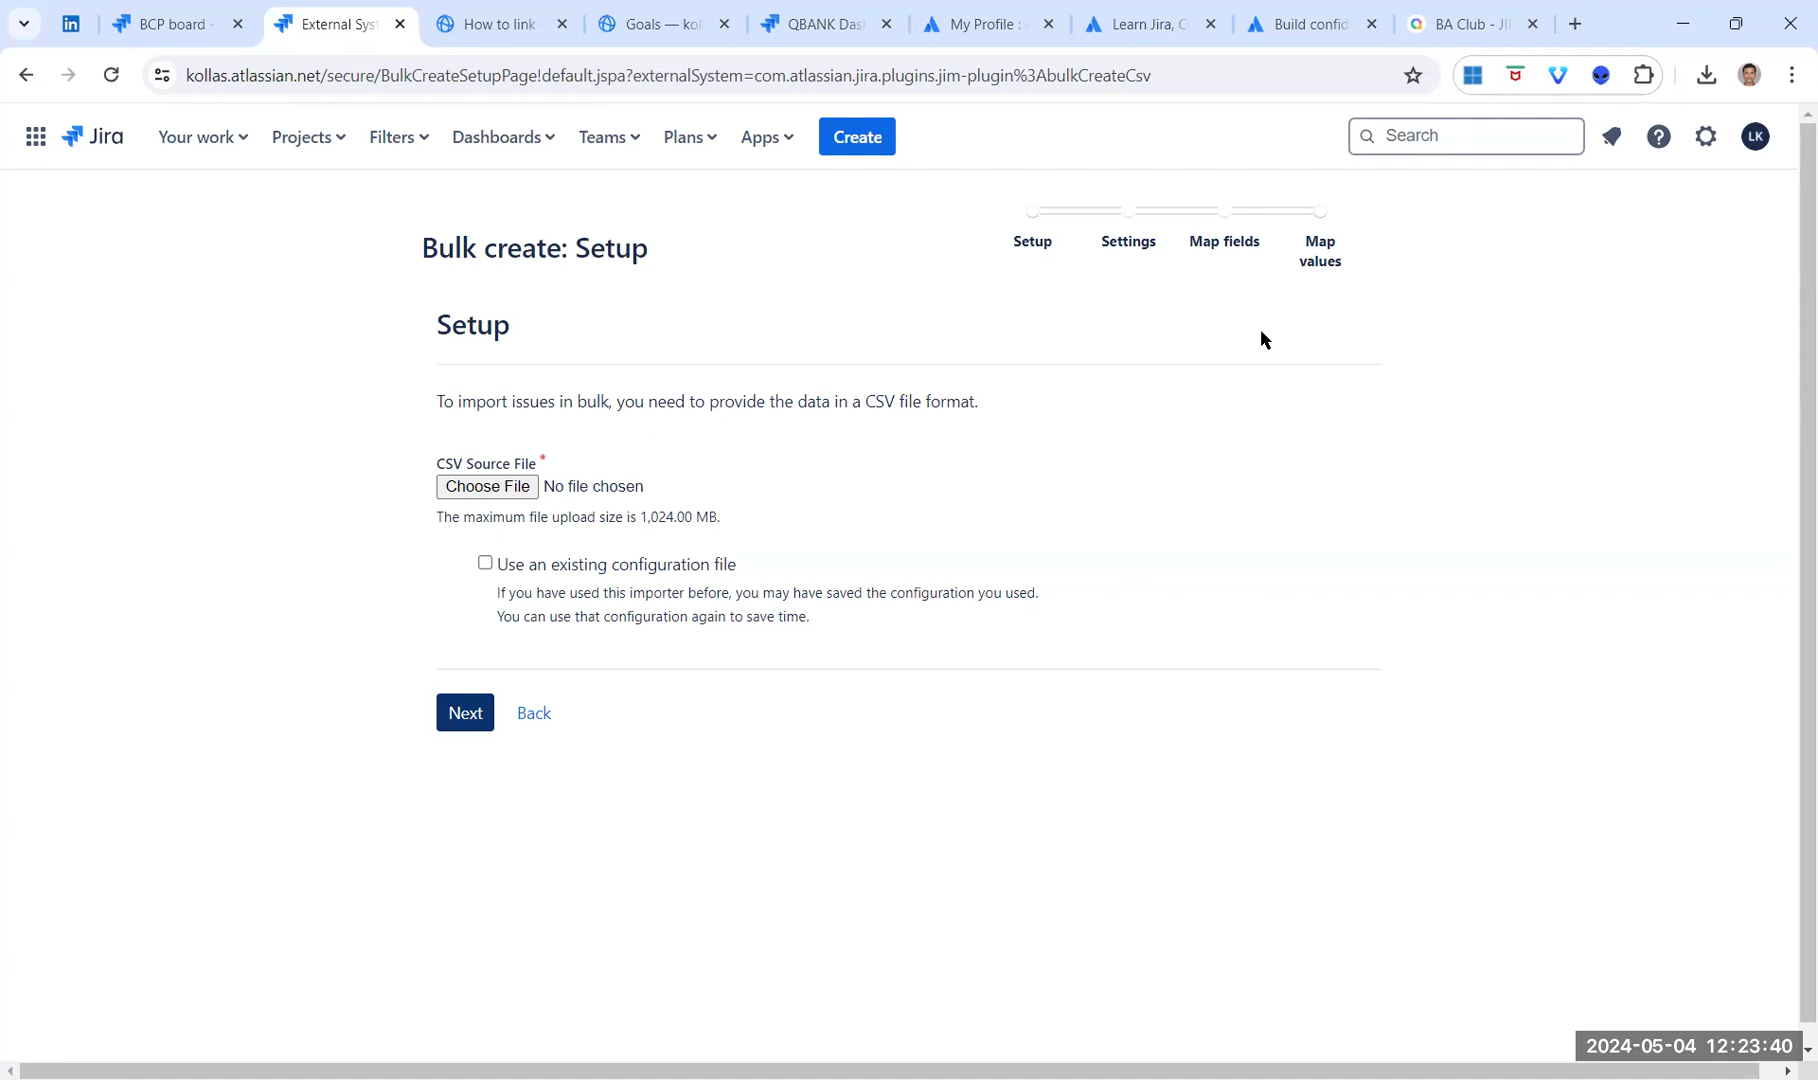 BCP board -
External Sys
How to link
Goals — kol
QBANK Das
My Profile :
Learn Jira, C
Build confid
BA Club - JI
kollas.atlassian.net/secure/BulkCreateSetupPage!default.jspa?externalSystem=com.atlassian.jira.plugins.jim-plugin%3AbulkCreateCsv
Jira
Your work
Projects
Filters
Dashboards
Teams
Plans
Apps
Create
Search
LK
Bulk create: Setup
Setup
Settings
Map fields
Map
values
Setup
To import issues in bulk, you need to provide the data in a CSV file format.
CSV Source File *
Choose File No file chosen
The maximum file upload size is 1,024.00 MB.
Use an existing configuration file
If you have used this importer before, you may have saved the configuration you used.
You can use that configuration again to save time.
Next
Back
2024-05-04 12:23:40